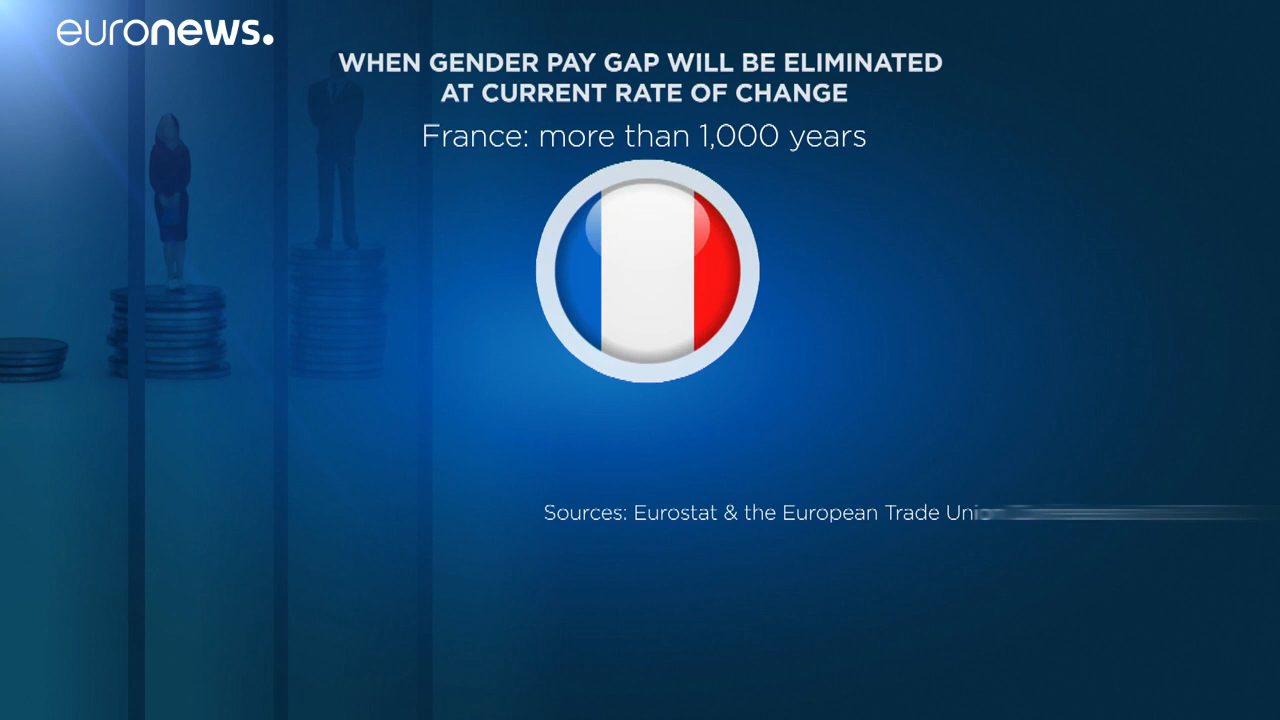 euronews.
WHEN GENDER PAY GAP WILL BE ELIMINATED
AT CURRENT RATE OF CHANGE
France: more than 1,000 years
Sources: Eurostat & the European Trade